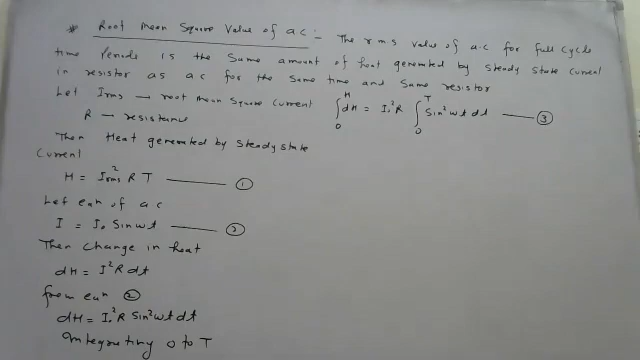 * Root Mean Square Value of a.c :- The r.m.s value of a.c for full cycle
time Periods is the same amount of heat generated by steady state current
in resistor as a c for the same time and same resistor
Let Irms → root mean square current
R — resistance
Then Heat generated by steady state
current
H = I²rms R T —— ①
Let eqn of a c
I = I₀ Sin wt —— ②
Then change in heat
dH = I² R dt
from eqn ②
dH = I₀² R Sin² wt dt
Integrating 0 to T
∫₀ᴴ dH = I₀² R ∫₀ᵀ Sin² wt dt —— ③